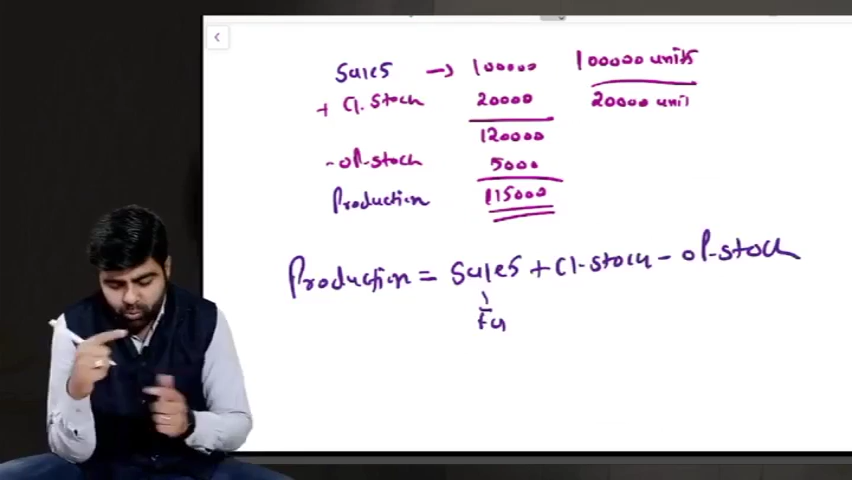 Sales → 100000 100000 units
+ Cl. Stock 20000 20000 unit
120000
- Op. stock 5000
Production 115000
Production = Sales + Cl. stock - Op. stock